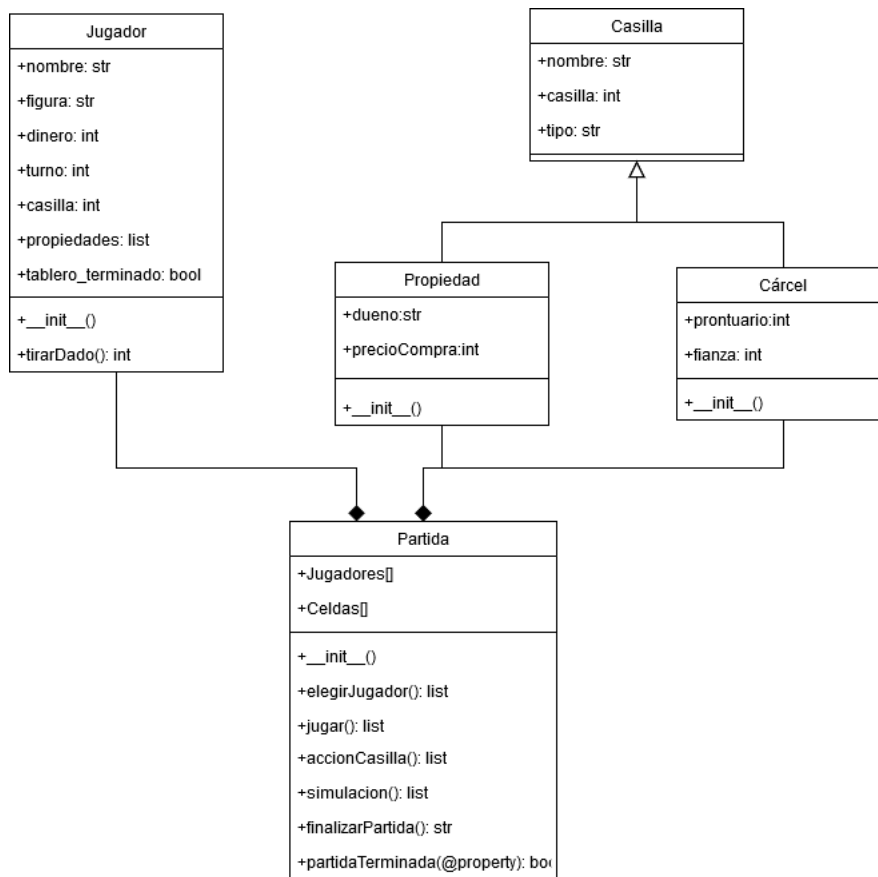 Jugador
+nombre: str
+figura: str
+dinero: int
+turno: int
+casilla: int
+propiedades: list
+tablero_terminado: bool
+__init__()
+tirarDado(): int
Casilla
+nombre: str
+casilla: int
+tipo: str
Propiedad
+dueno:str
+precioCompra:int
+__init__()
Cárcel
+prontuario:int
+fianza: int
+__init__()
Partida
+Jugadores[]
+Celdas[]
+__init__()
+elegirJugador(): list
+jugar(): list
+accionCasilla(): list
+simulacion(): list
+finalizarPartida(): str
+partidaTerminada(@property):